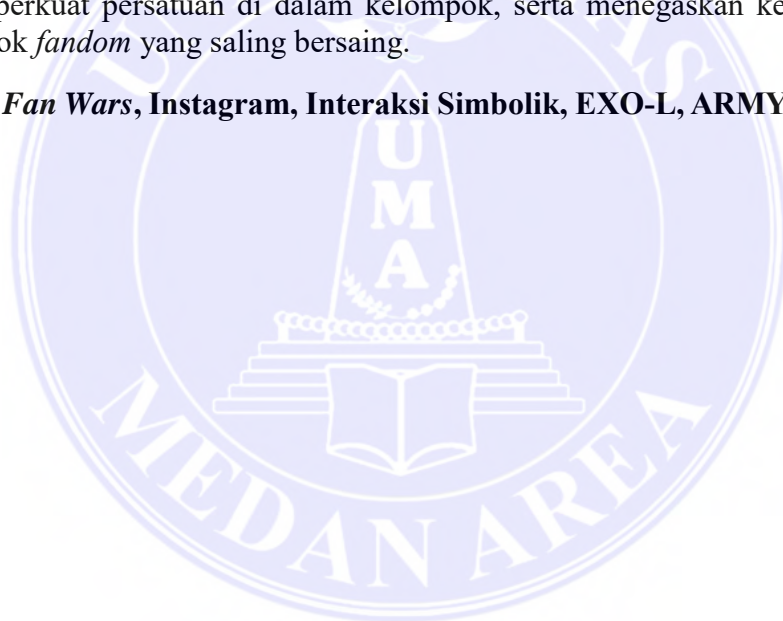 perkuat persatuan di dalam kelompok, serta menegaskan
ok fandom yang saling bersaing.
Fan Wars, Instagram, Interaksi Simbolik, EXO-L, ARMY
UMA
MEDAN AREA